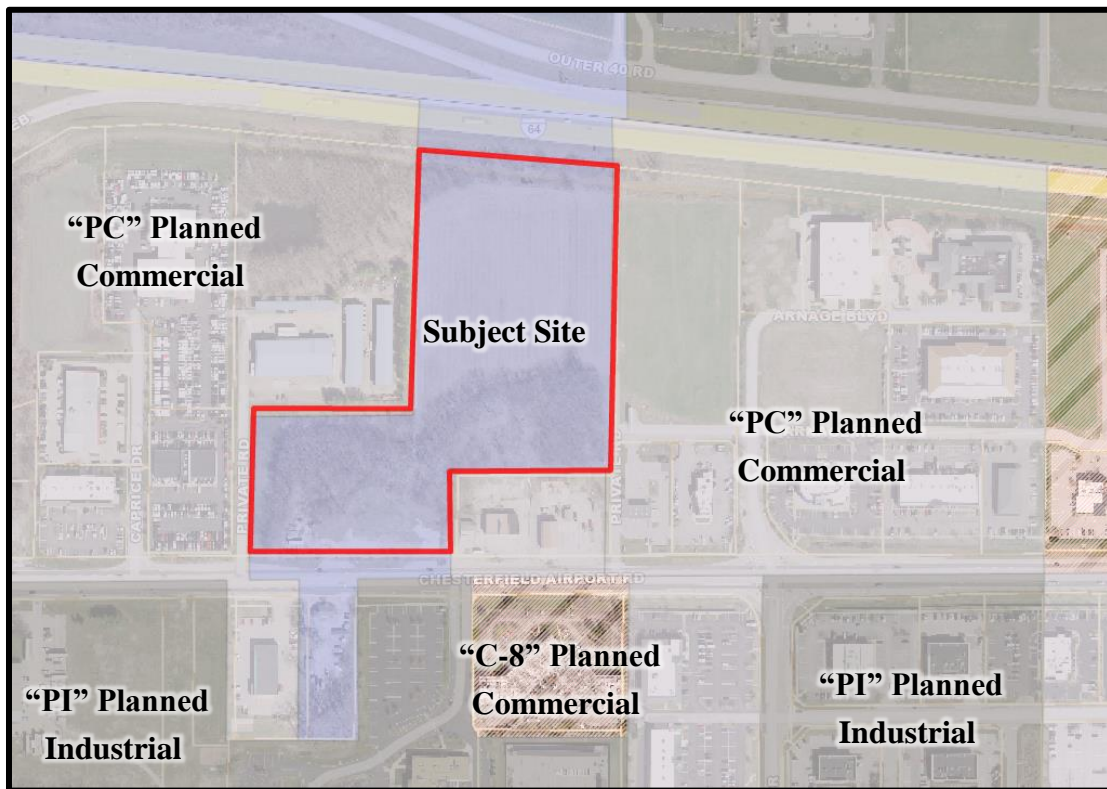 OUTER 40 RD
64
“PC” Planned
Commercial
Subject Site
ARNAGE BLVD
“PC” Planned
Commercial
CAPRICE DR
PRIVATE RD
PRIVATE RD
CHESTERFIELD AIRPORT RD
“C-8” Planned
Commercial
“PI” Planned
Industrial
“PI” Planned
Industrial